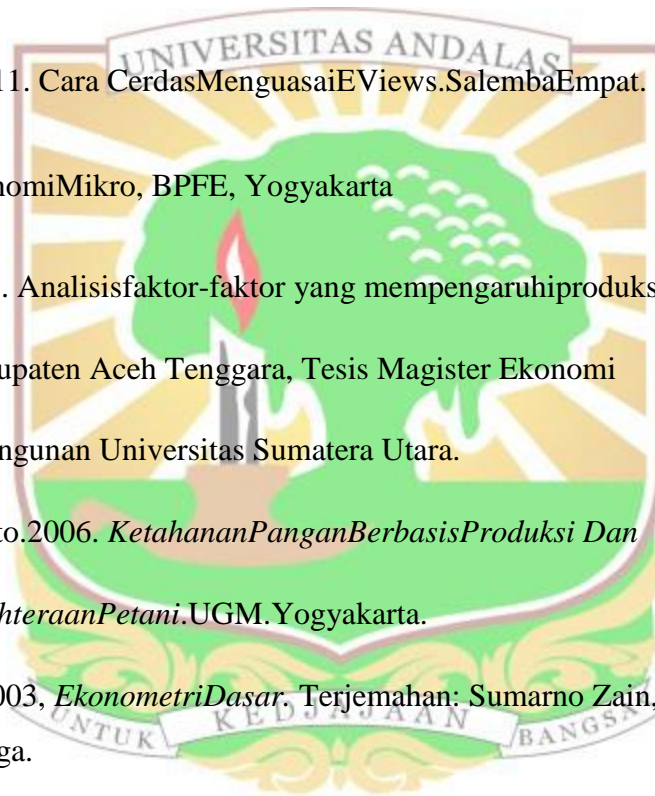 UNIVERSITAS ANDALAS
11. Cara CerdasMenguasaiEViews.SalembaEmpat.
nomiMikro, BPFE, Yogyakarta
. Analisisfaktor-faktor yang mempengaruhiproduks
upaten Aceh Tenggara, Tesis Magister Ekonomi
ngunan Universitas Sumatera Utara.
to.2006. KetahananPanganBerbasisProduksi Dan
hteraanPetani.UGM.Yogyakarta.
003, EkonometriDasar. Terjemahan: Sumarno Zain,
UNTUK KEDJAJAAN BANGSA
ga.